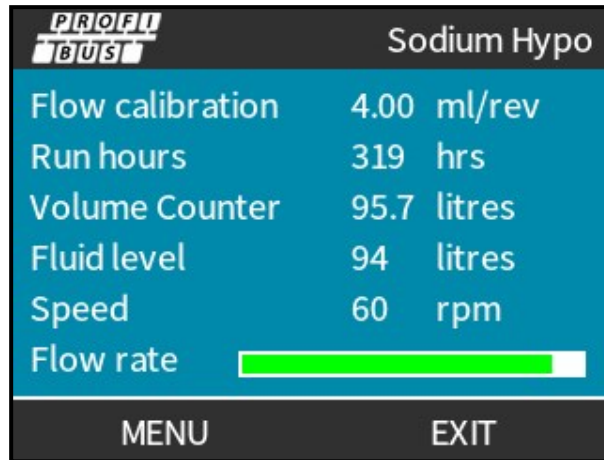 PROFI
BUS
Sodium Hypo
Flow calibration 4.00 ml/rev
Run hours 319 hrs
Volume Counter 95.7 litres
Fluid level 94 litres
Speed 60 rpm
Flow rate
MENU EXIT